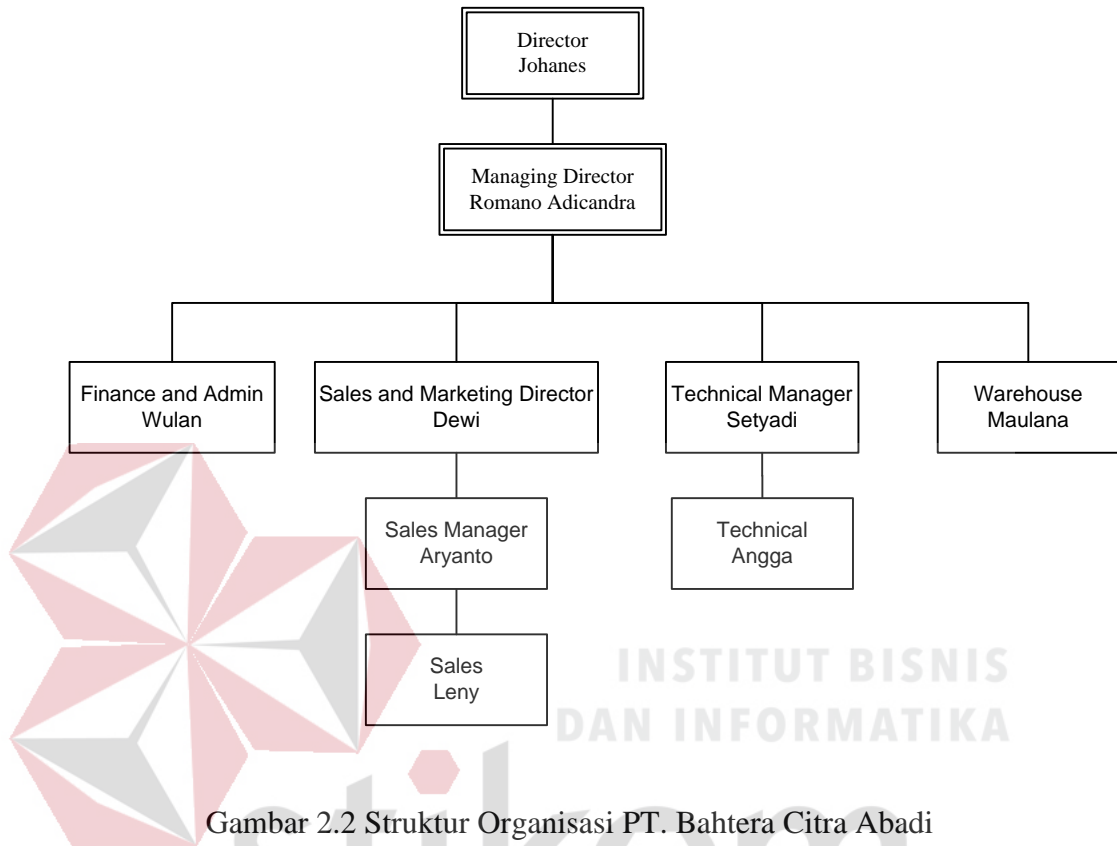 Director
Johanes
Managing Director
Romano Adicandra
Finance and Admin
Wulan
Sales and Marketing Director
Dewi
Technical Manager
Setyadi
Warehouse
Maulana
Sales Manager
Aryanto
Technical
Angga
Sales
Leny
INSTITUT BISNIS
DAN INFORMATIKA
stikom
Gambar 2.2 Struktur Organisasi PT. Bahtera Citra Abadi